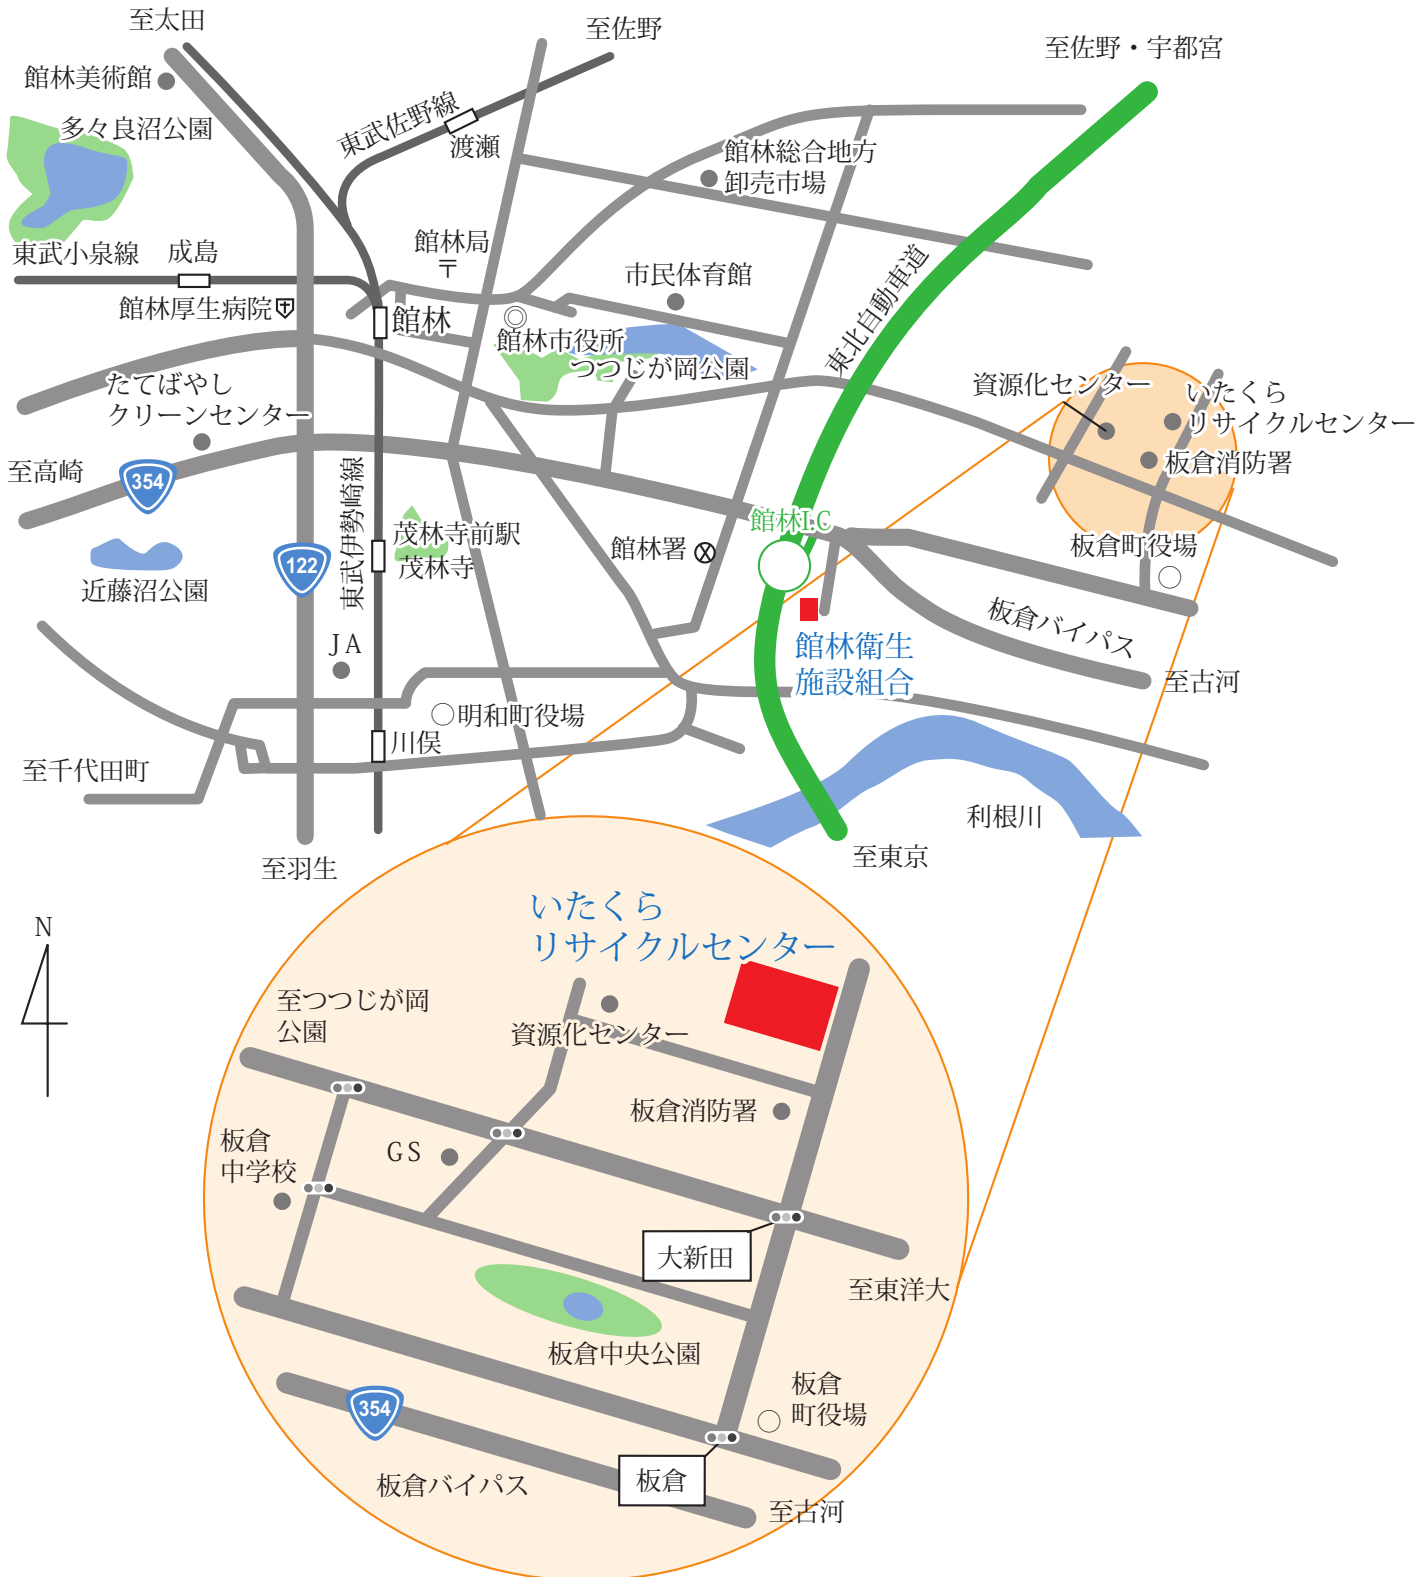 至太田
至佐野
至佐野・宇都宮
館林美術館
多々良沼公園
東武佐野線
渡瀬
館林総合地方
卸売市場
東武小泉線
成島
館林局
〒
市民体育館
東北自動車道
館林厚生病院
館林
◎
館林市役所
つつじが岡公園
たてばやし
クリーンセンター
資源化センター
いたくら
リサイクルセンター
板倉消防署
至高崎
354
東武伊勢崎線
館林I.C
茂林寺前駅
茂林寺
館林署
板倉町役場
122
近藤沼公園
板倉バイパス
JA
館林衛生
施設組合
至古河
○明和町役場
川俣
至千代田町
利根川
至羽生
至東京
N
いたくら
リサイクルセンター
至つつじが岡
公園
資源化センター
板倉消防署
板倉
中学校
GS
大新田
至東洋大
板倉中央公園
板倉
町役場
354
板倉バイパス
板倉
至古河